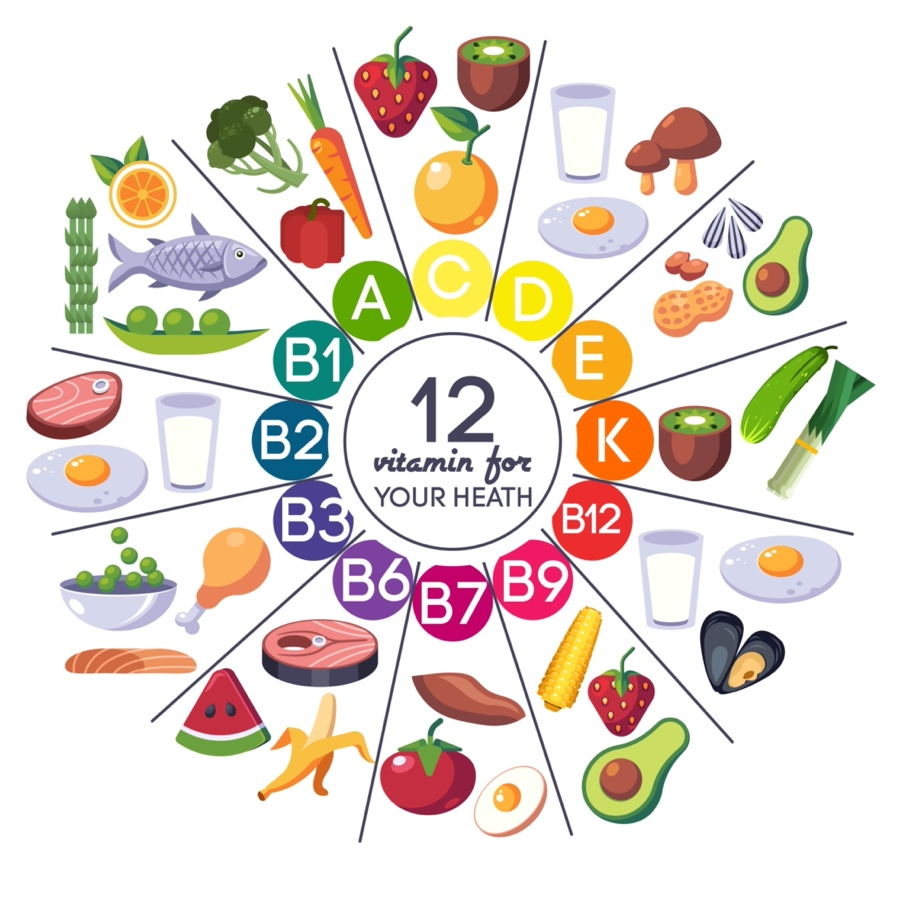 C
D
E
K
B12
B9
B7
B6
B3
B2
B1
A
12
vitamin for
YOUR HEATH